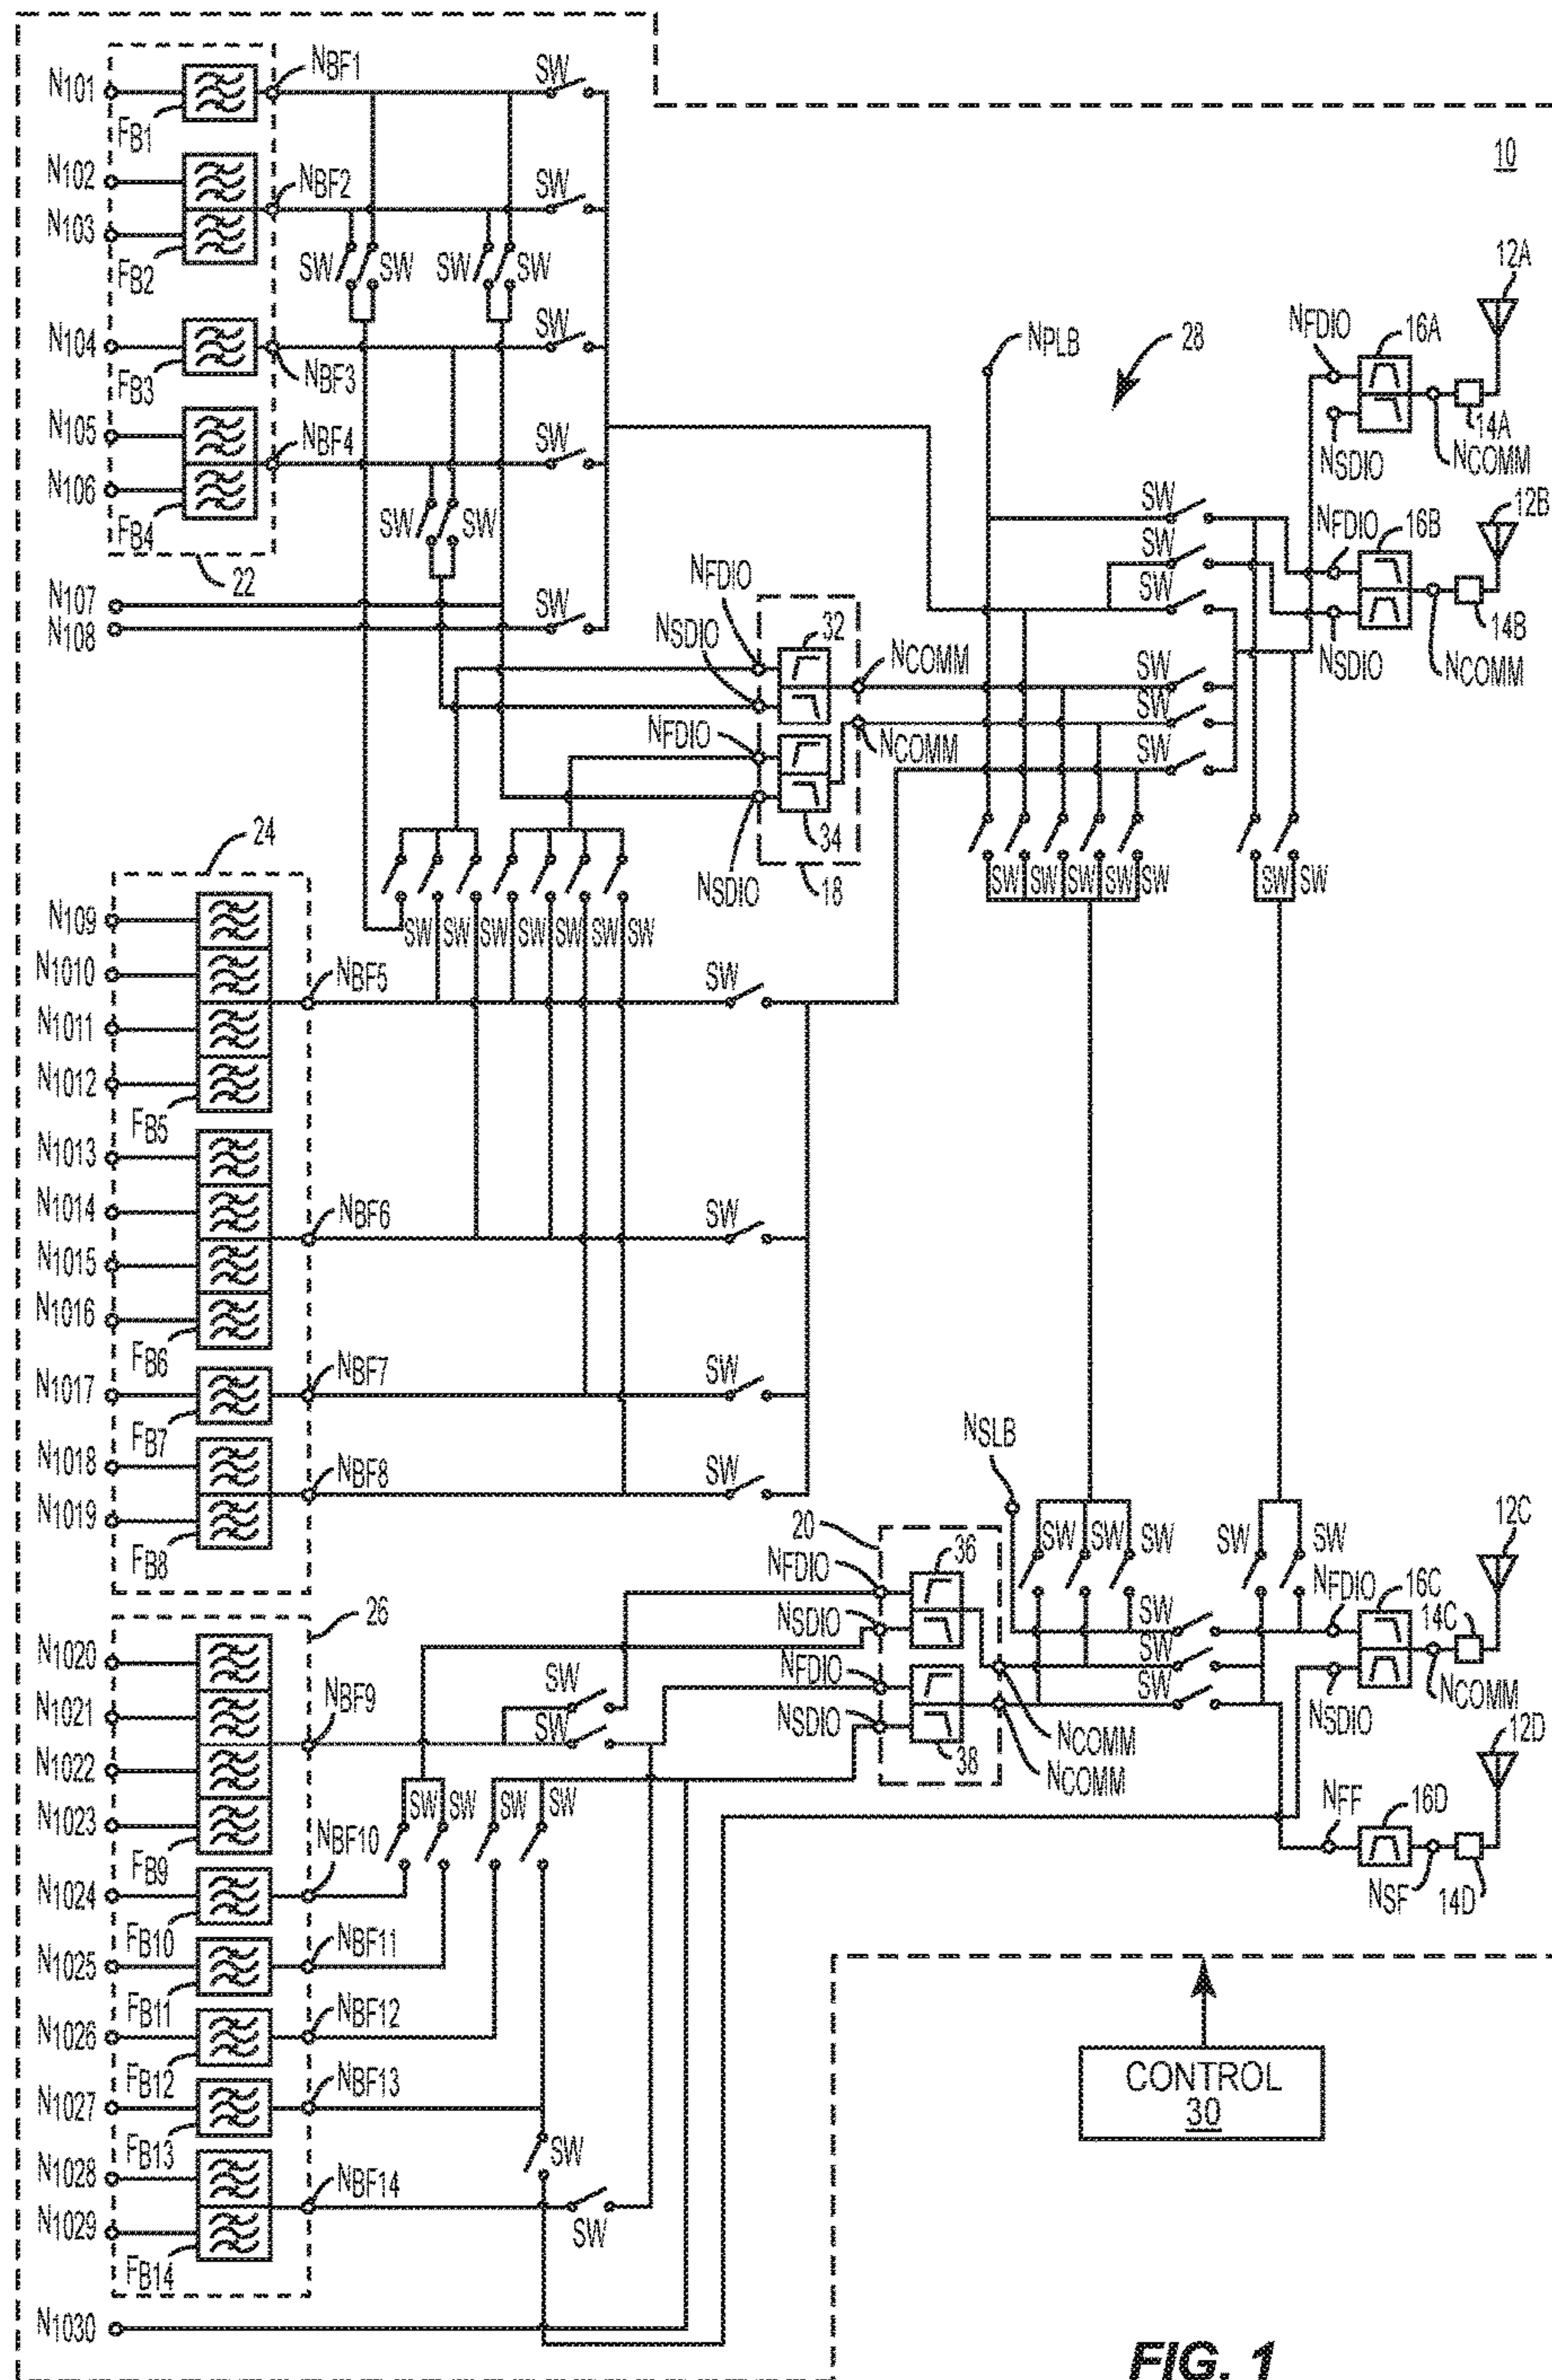 10
N101
FB1
NBF1
SW
N102
N103
FB2
NBF2
SW
SW
SW
SW
SW
N104
FB3
NBF3
SW
N105
N106
FB4
NBF4
SW
SW
SW
22
N107
N108
SW
NFDIO
NSDIO
32
NCOMM
NFDIO
NCOMM
34
NSDIO
18
NPLB
28
SW
SW
SW
SW
SW
SW
NFDIO
16A
12A
NSDIO
14A
NCOMM
NFDIO
16B
12B
NSDIO
14B
NCOMM
SW SW SW SW SW
SW SW
24
SW SW SW SW SW SW SW
N109
N1010
N1011
N1012
FB5
NBF5
SW
N1013
N1014
N1015
N1016
FB6
NBF6
SW
N1017
FB7
NBF7
SW
N1018
N1019
FB8
NBF8
SW
NSLB
20
NFDIO
36
NSDIO
NFDIO
NSDIO
38
NCOMM
NCOMM
SW SW SW
SW SW
SW
SW
SW
NFDIO
16C
14C
12C
NSDIO
NCOMM
12D
NFF
16D
NSF
14D
26
N1020
N1021
N1022
N1023
FB9
NBF9
SW
SW
SW SW SW SW
N1024
FB10
NBF10
N1025
FB11
NBF11
N1026
FB12
NBF12
N1027
FB13
NBF13
SW
N1028
N1029
FB14
NBF14
SW
N1030
CONTROL
30
FIG. 1